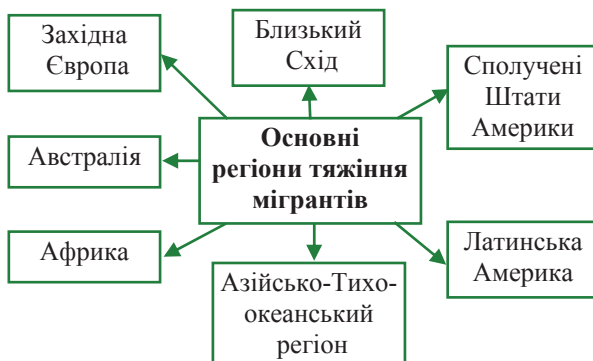 Західна
Європа
Близький
Схід
Сполучені
Штати
Америки
Австралія
Основні
регіони тяжіння
мігрантів
Африка
Азійсько-Тихо-
океанський
регіон
Латинська
Америка